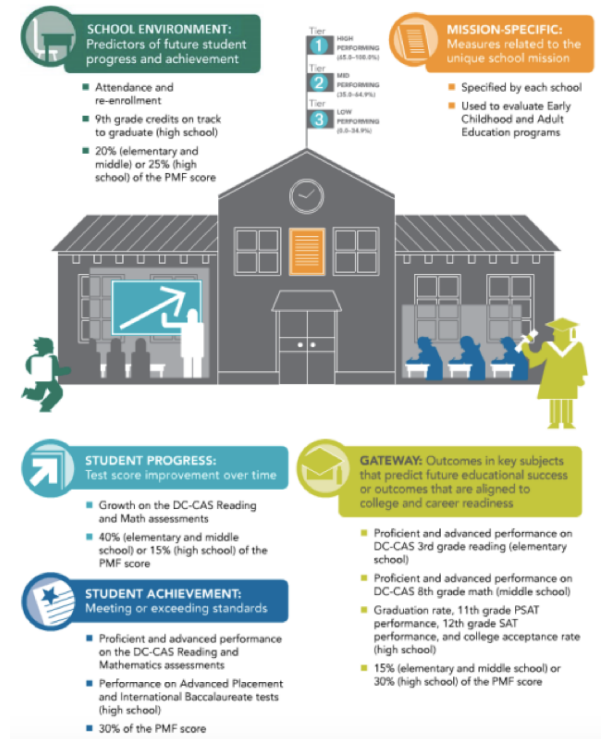 SCHOOL ENVIRONMENT:
Predictors of future student
progress and achievement
Attendance and
re-enrollment
9th grade credits on track
to graduate (high school)
20% (elementary and
middle) or 25% (high
school) of the PMF score
Tier
1
HIGH
PERFORMING
(65.0-100.0%)
Tier
2
MID
PERFORMING
(35.0-64.9%)
Tier
3
LOW
PERFORMING
(0.0-34.9%)
MISSION-SPECIFIC:
Measures related to the
unique school mission
Specified by each school
Used to evaluate Early
Childhood and Adult
Education programs
STUDENT PROGRESS:
Test score improvement over time
Growth on the DC-CAS Reading
and Math assessments
40% (elementary and middle
school) or 15% (high school) of the
PMF score
STUDENT ACHIEVEMENT:
Meeting or exceeding standards
Proficient and advanced performance
on the DC-CAS Reading and
Mathematics assessments
Performance on Advanced Placement
and International Baccalaureate tests
(high school)
30% of the PMF score
GATEWAY: Outcomes in key subjects
that predict future educational success
or outcomes that are aligned to
college and career readiness
Proficient and advanced performance on
DC-CAS 3rd grade reading (elementary
school)
Proficient and advanced performance on
DC-CAS 8th grade math (middle school)
Graduation rate, 11th grade PSAT
performance, 12th grade SAT
performance, and college acceptance rate
(high school)
15% (elementary and middle school) or
30% (high school) of the PMF score